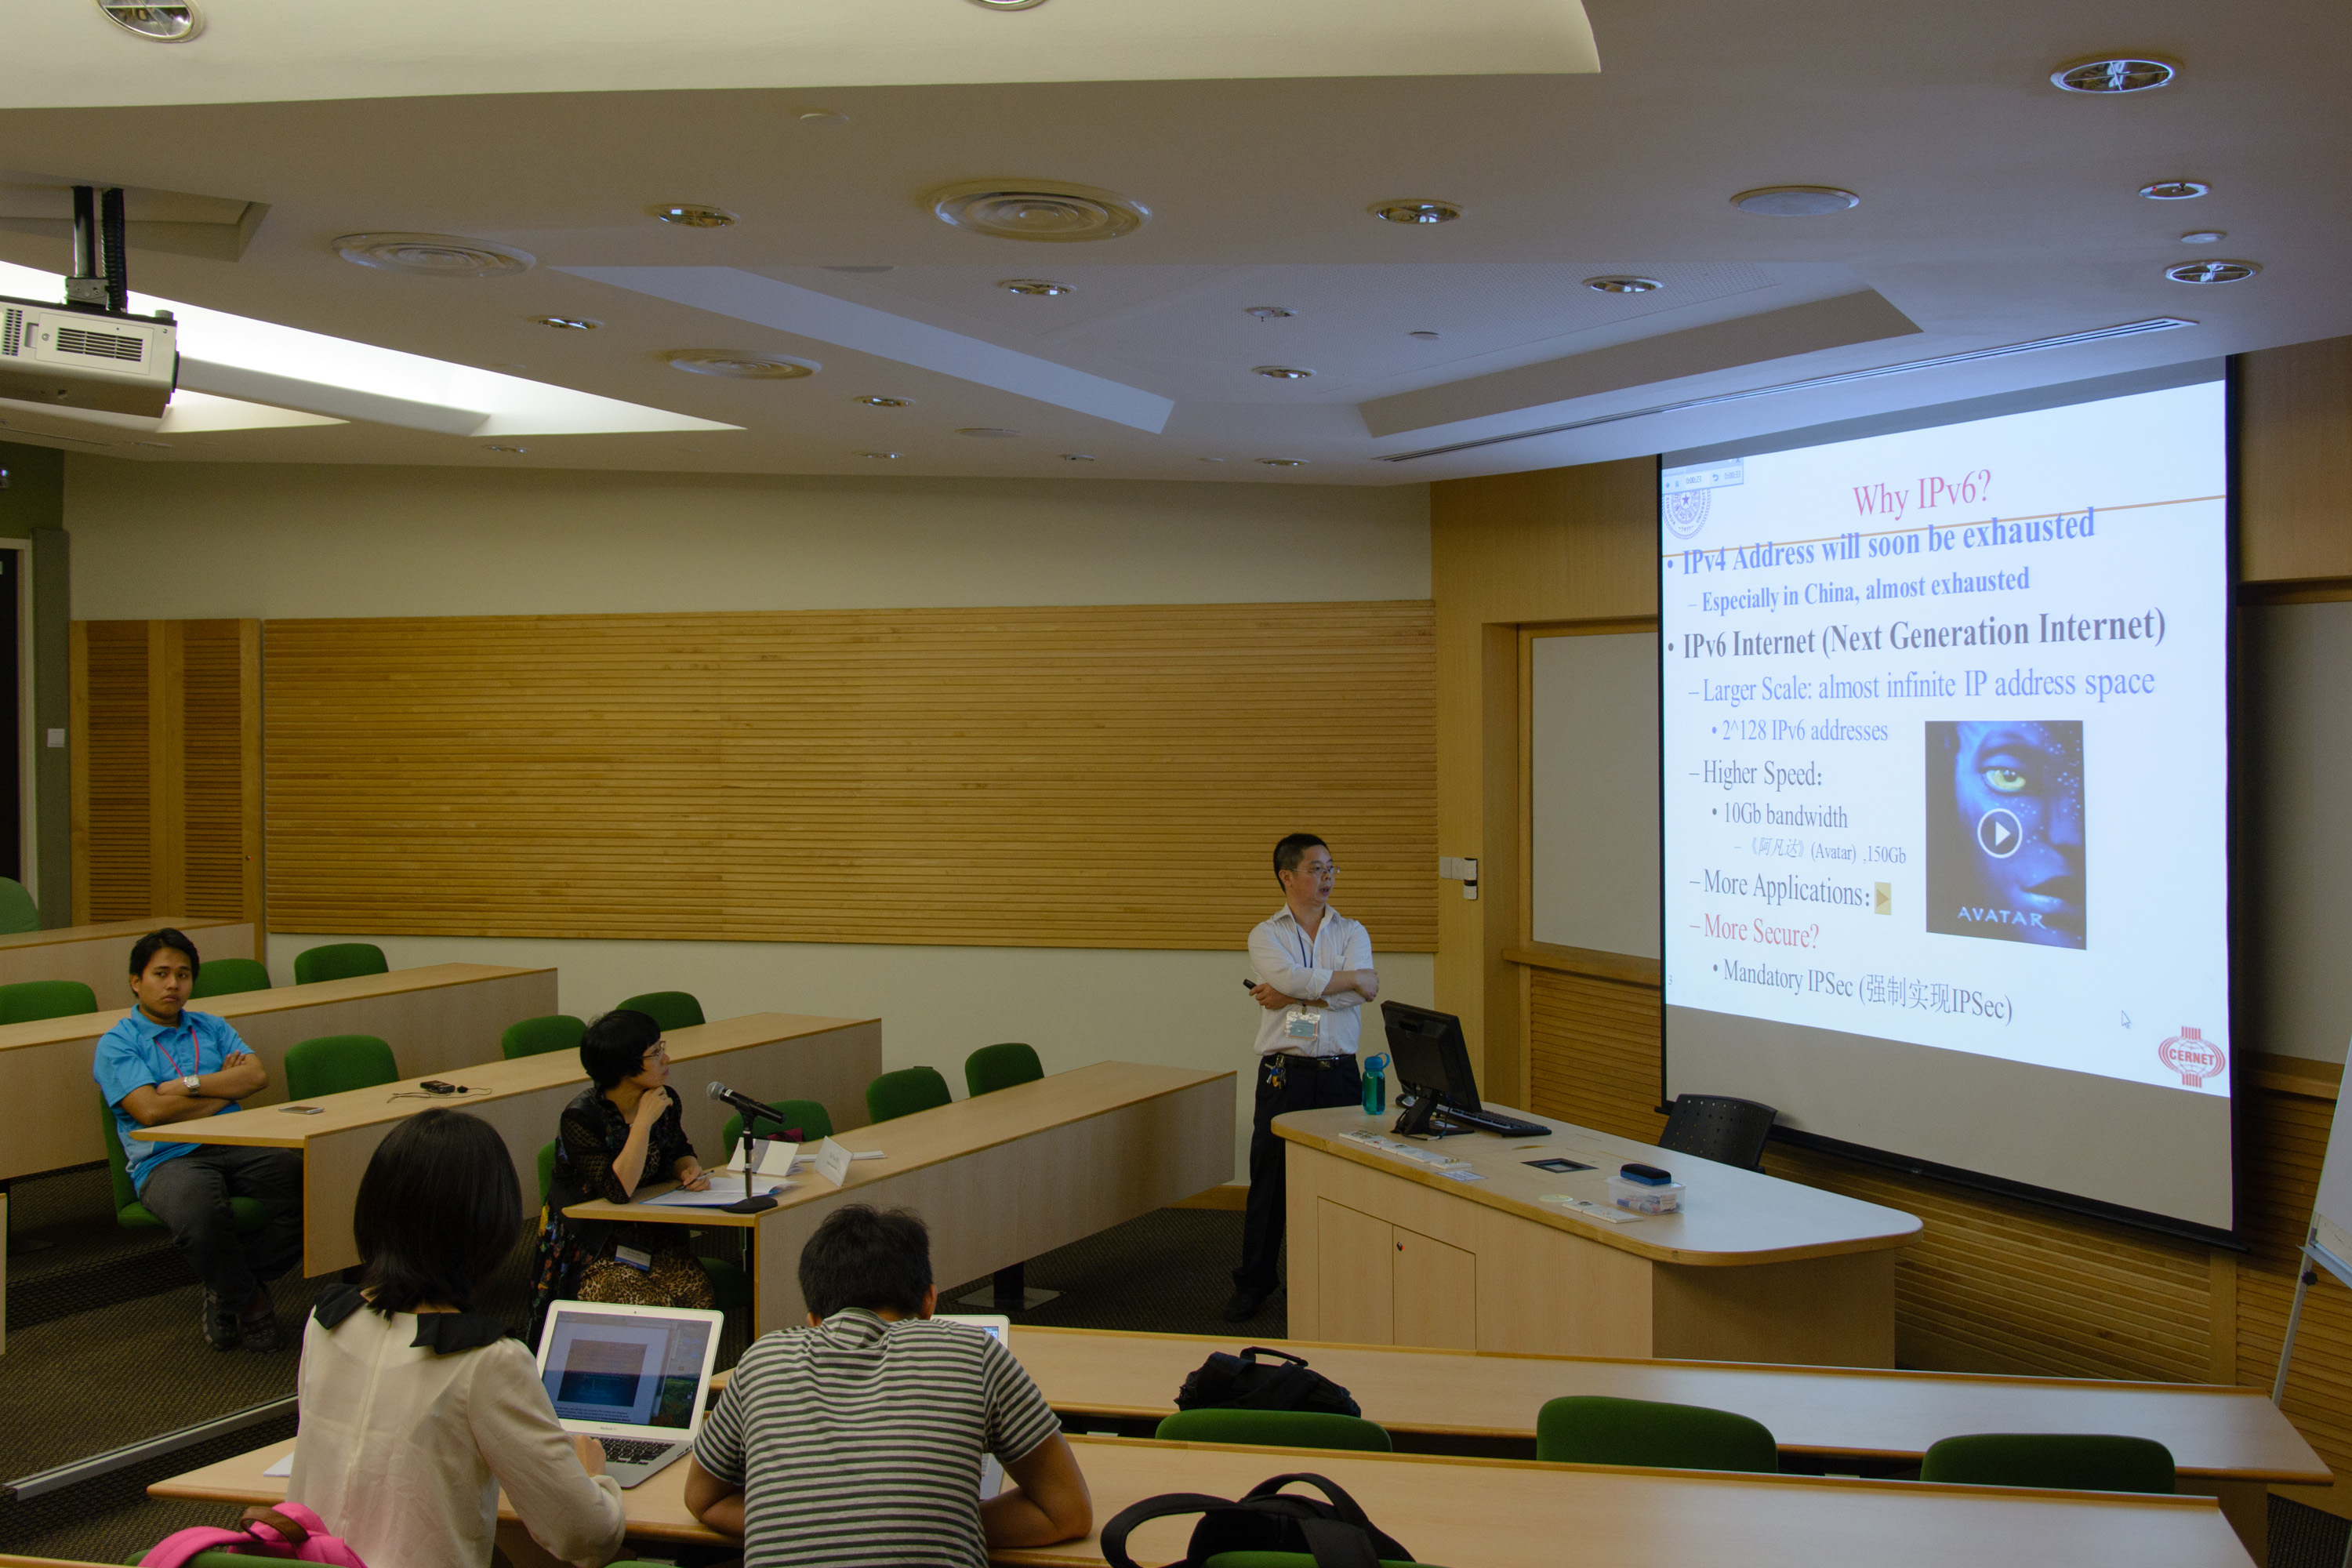 Why IPv6?
• IPv4 Address will soon be exhausted
– Especially in China, almost exhausted
• IPv6 Internet (Next Generation Internet)
– Larger Scale: almost infinite IP address space
• 2^128 IPv6 addresses
– Higher Speed:
• 10Gb bandwidth
– 《阿凡达》(Avatar) ,150Gb
– More Applications:
– More Secure?
• Mandatory IPSec (强制实现IPSec)
AVATAR
3
CERNET